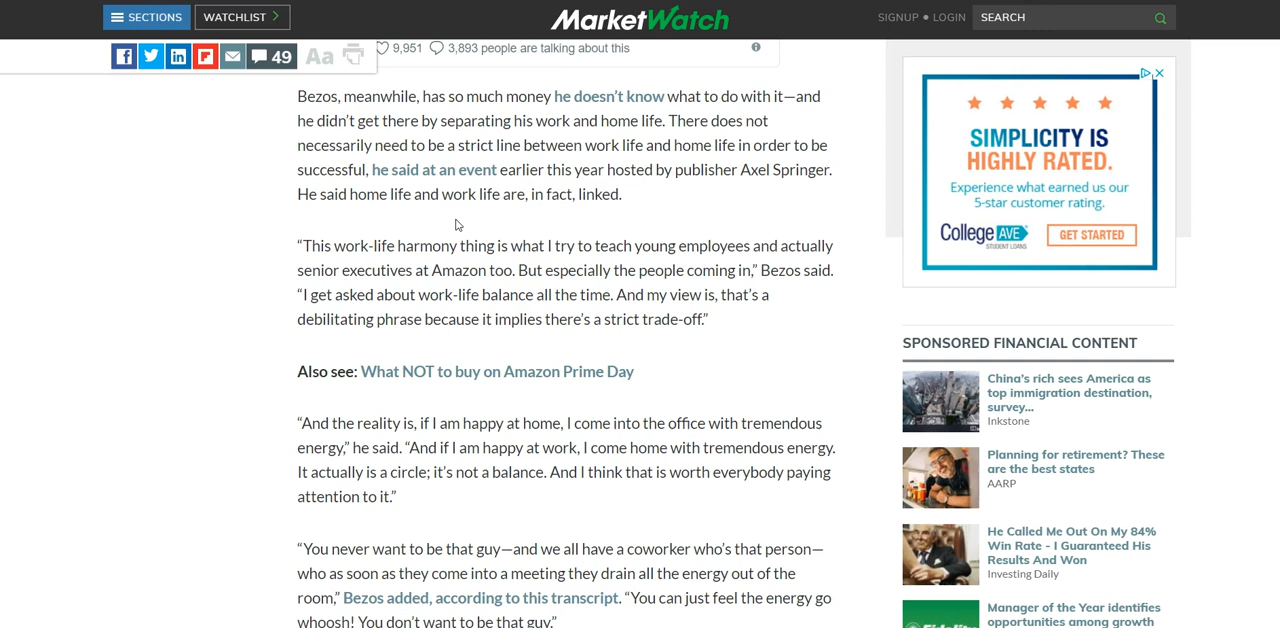 SECTIONS
WATCHLIST
MarketWatch
SIGNUP • LOGIN
SEARCH
49
Aa
9,951
3,893 people are talking about this
Bezos, meanwhile, has so much money he doesn't know what to do with it—and
he didn't get there by separating his work and home life. There does not
necessarily need to be a strict line between work life and home life in order to be
successful, he said at an event earlier this year hosted by publisher Axel Springer.
He said home life and work life are, in fact, linked.
“This work-life harmony thing is what I try to teach young employees and actually
senior executives at Amazon too. But especially the people coming in,” Bezos said.
“I get asked about work-life balance all the time. And my view is, that's a
debilitating phrase because it implies there's a strict trade-off.”
Also see: What NOT to buy on Amazon Prime Day
“And the reality is, if I am happy at home, I come into the office with tremendous
energy,” he said. “And if I am happy at work, I come home with tremendous energy.
It actually is a circle; it's not a balance. And I think that is worth everybody paying
attention to it.”
“You never want to be that guy—and we all have a coworker who's that person—
who as soon as they come into a meeting they drain all the energy out of the
room,” Bezos added, according to this transcript. “You can just feel the energy go
whoosh! You don't want to be that guy.”
SIMPLICITY IS
HIGHLY RATED.
Experience what earned us our
5-star customer rating.
College AVE
STUDENT LOANS
GET STARTED
SPONSORED FINANCIAL CONTENT
China's rich sees America as
top immigration destination,
survey...
Inkstone
Planning for retirement? These
are the best states
AARP
He Called Me Out On My 84%
Win Rate - I Guaranteed His
Results And Won
Investing Daily
Manager of the Year identifies
opportunities among growth
Fidelity